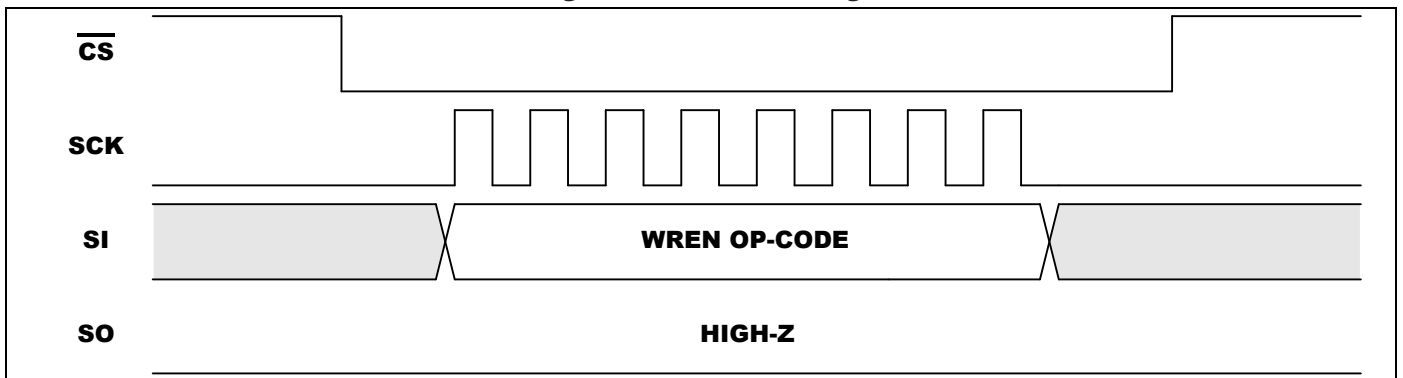 CS
SCK
SI
WREN OP-CODE
SO
HIGH-Z